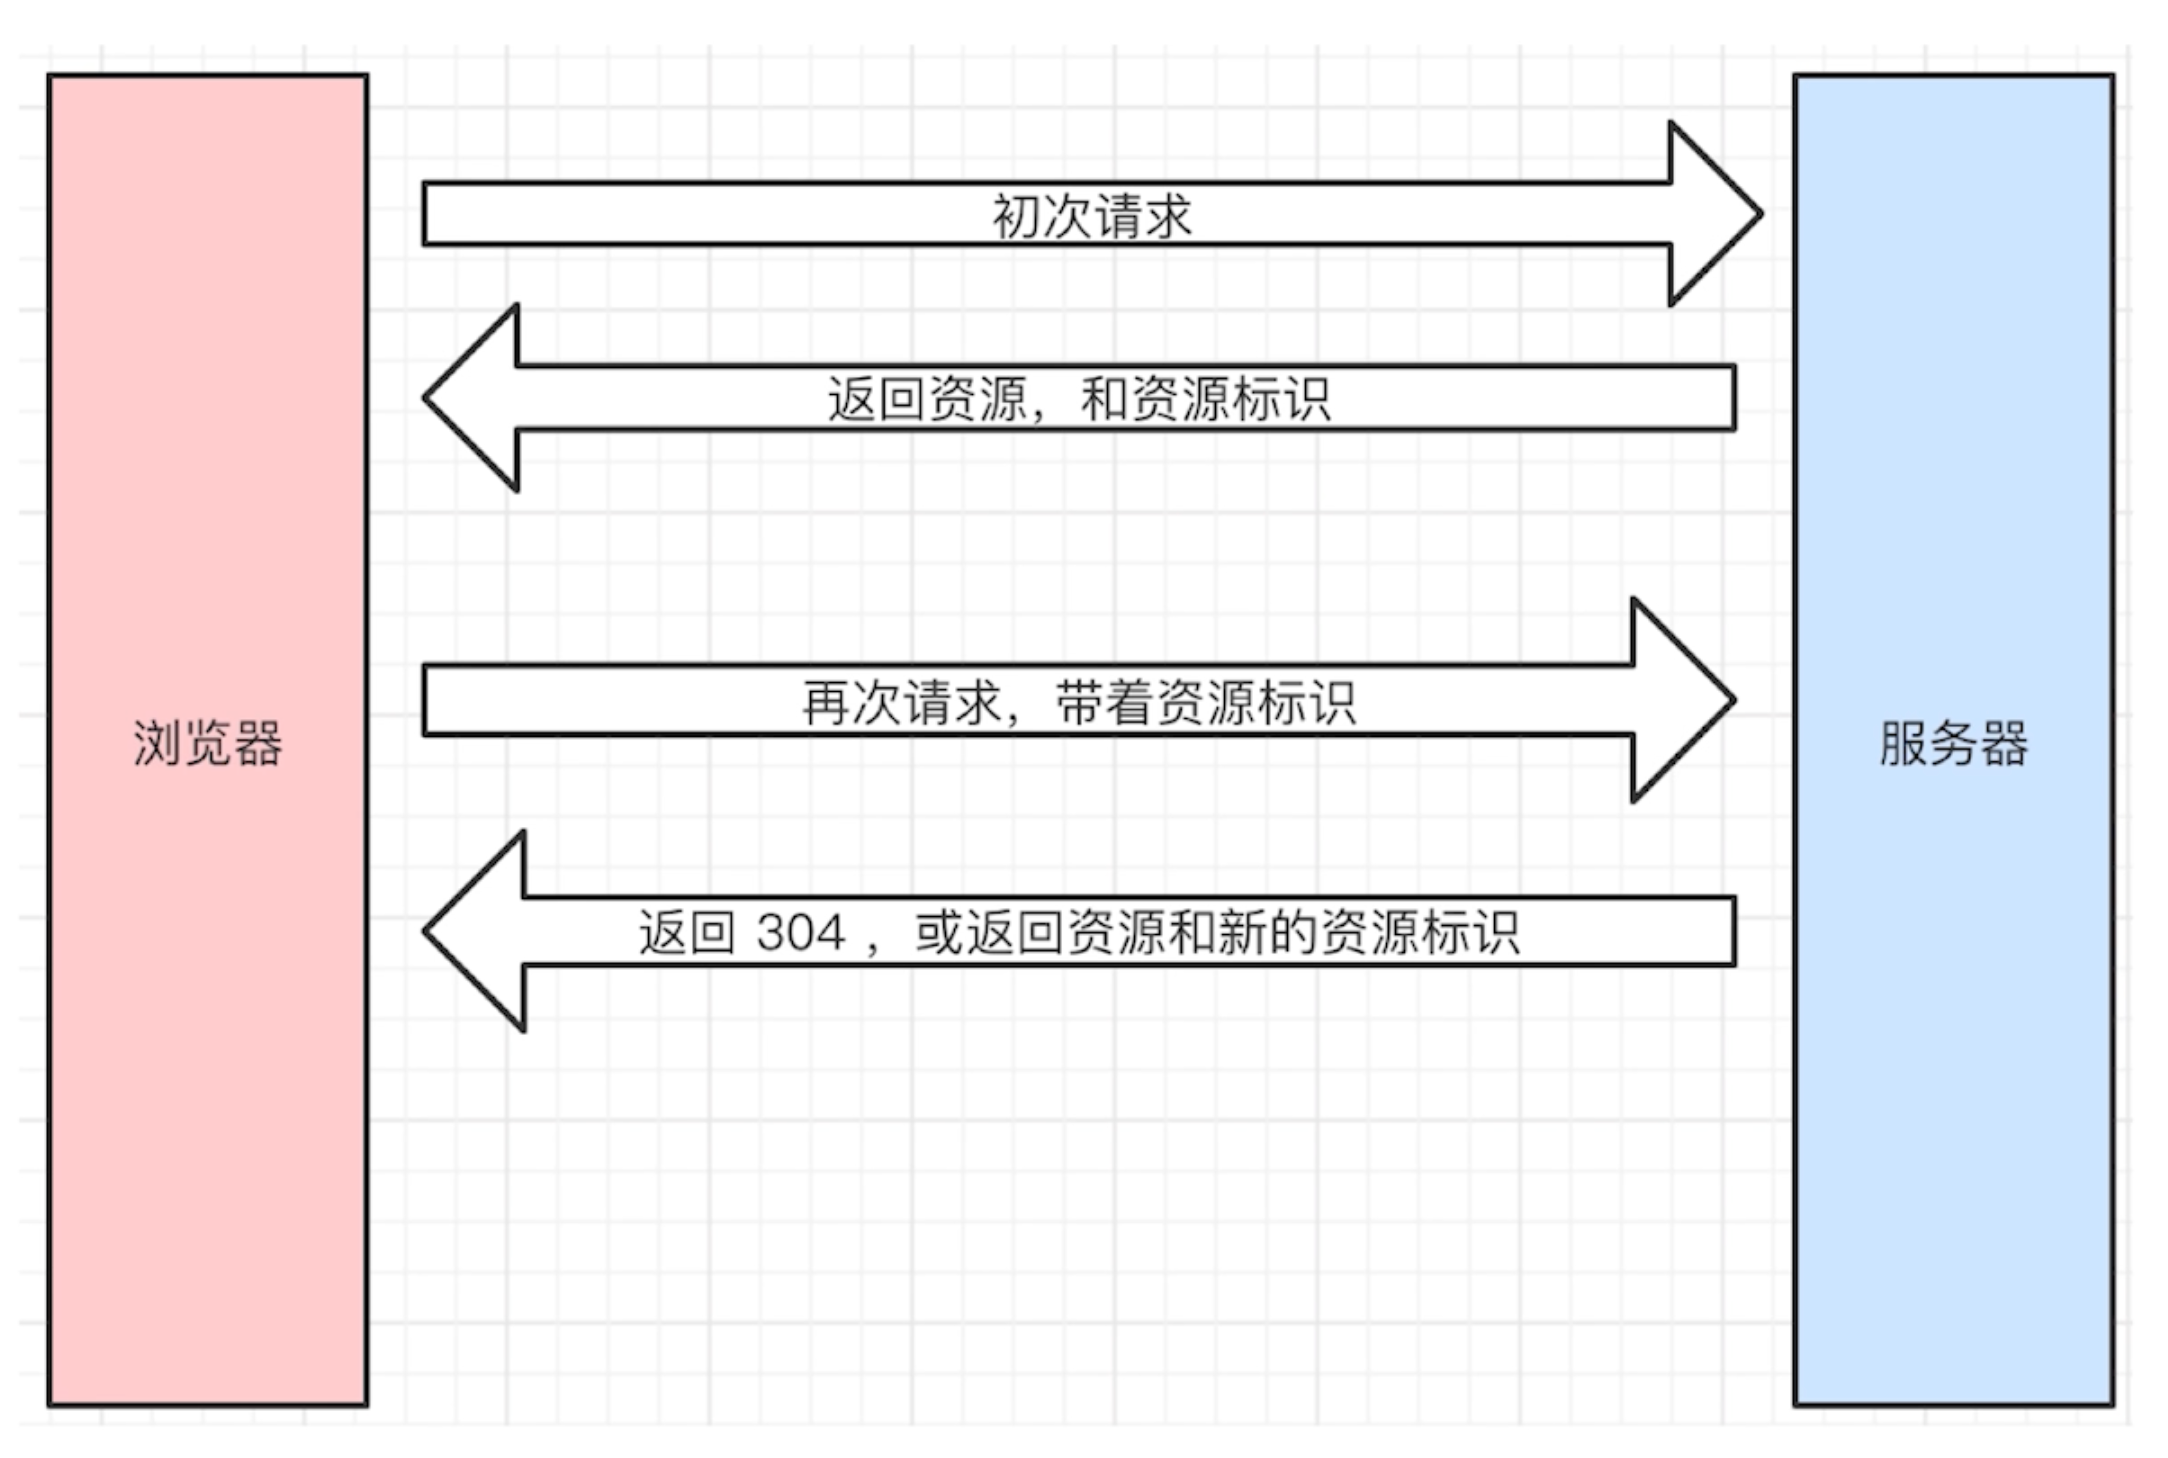 初次请求
返回资源，和资源标识
再次请求，带着资源标识
浏览器
服务器
返回 304 ，或返回资源和新的资源标识